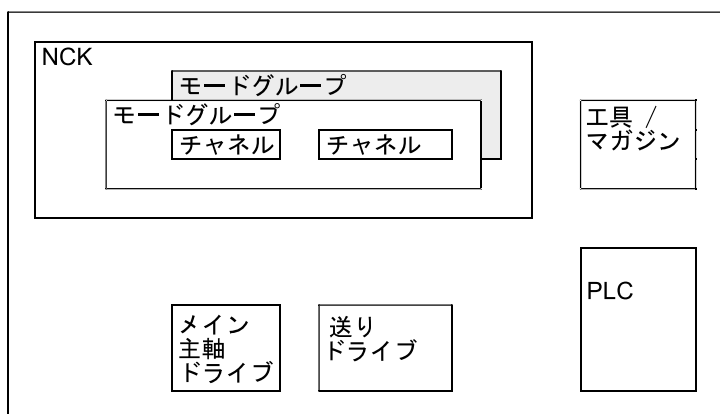 NCK
モードグループ
モードグループ
チャネル
チャネル
工具 /
マガジン
PLC
メイン
主軸
ドライブ
送り
ドライブ